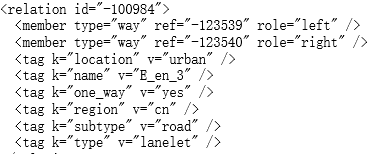 <relation id="-100984">
<member type="way" ref="-123539" role="left" />
<member type="way" ref="-123540" role="right" />
<tag k="location" v="urban" />
<tag k="name" v="E_en_3" />
<tag k="one_way" v="yes" />
<tag k="region" v="cn" />
<tag k="subtype" v="road" />
<tag k="type" v="lanelet" />